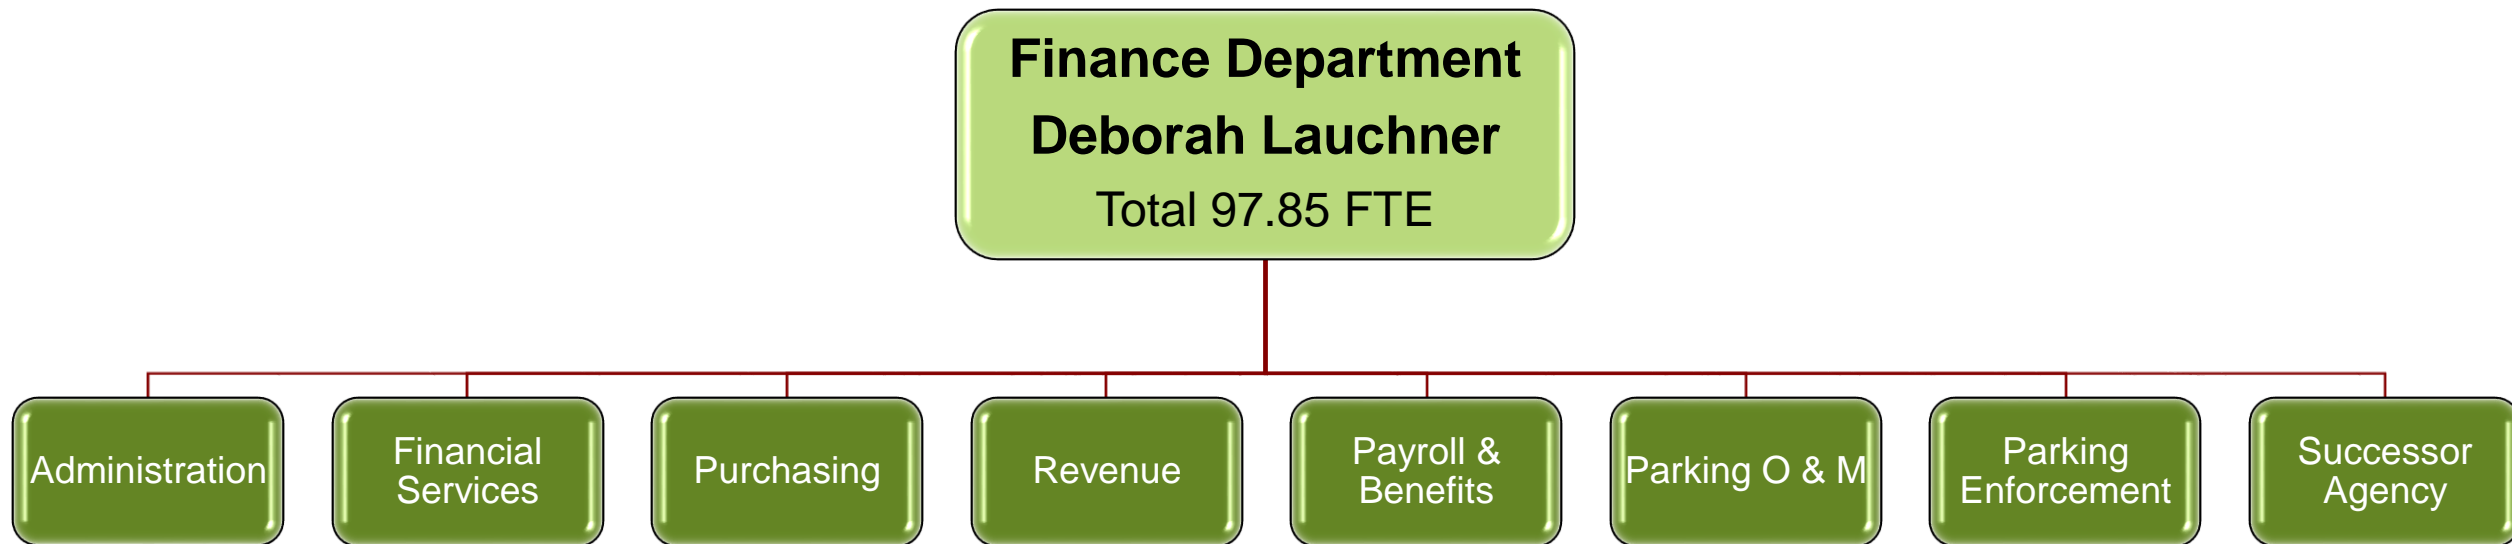 Finance Department
Deborah Lauchner
Total 97.85 FTE
Administration
Financial
Services
Purchasing
Revenue
Payroll &
Benefits
Parking O & M
Parking
Enforcement
Successor
Agency